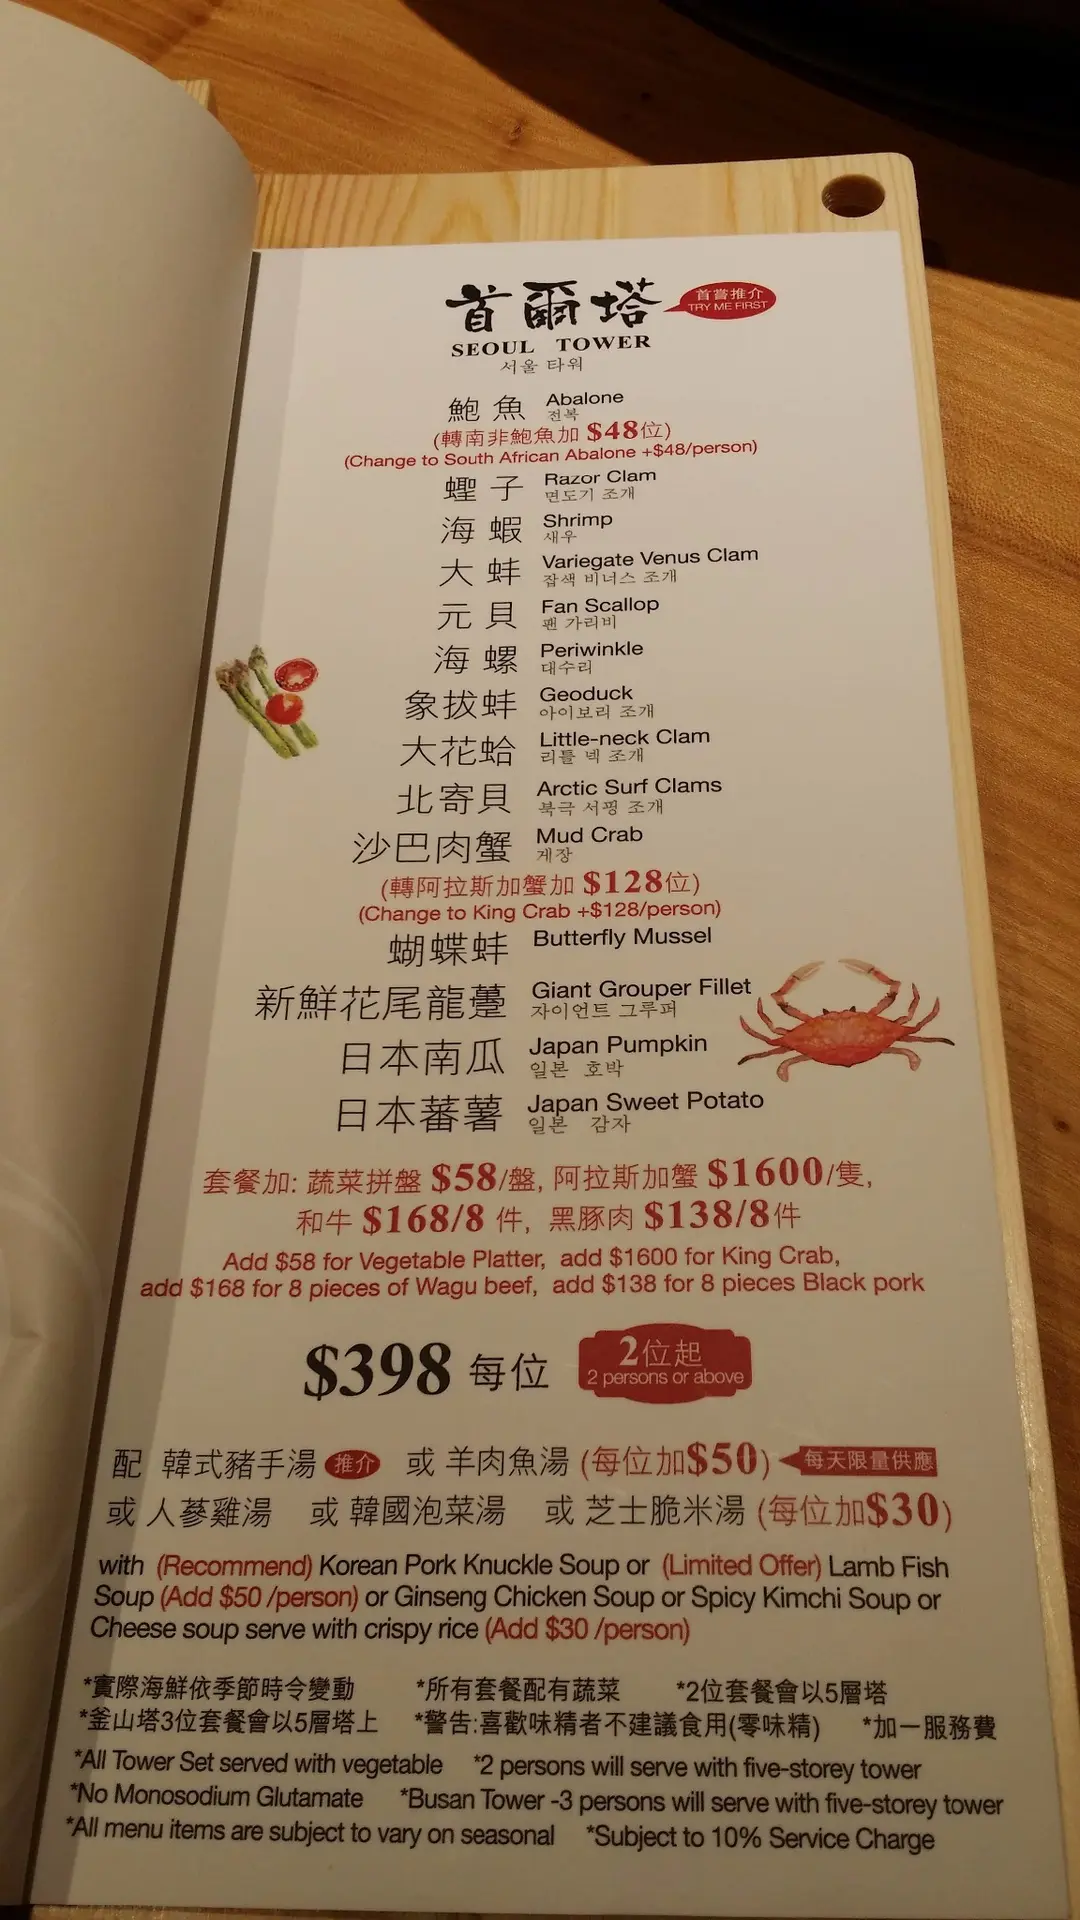 首爾塔
首嘗推介
TRY ME FIRST
SEOUL TOWER
서울 타워
鮑魚 Abalone
전복
(轉南非鮑魚加 $48位)
(Change to South African Abalone +$48/person)
蟶子 Razor Clam
면도기 조개
海蝦 Shrimp
새우
大蚌 Variegate Venus Clam
잡색 비너스 조개
元貝 Fan Scallop
팬 가리비
海螺 Periwinkle
대수리
象拔蚌 Geoduck
아이보리 조개
大花蛤 Little-neck Clam
리틀 넥 조개
北寄貝 Arctic Surf Clams
북극 서핑 조개
沙巴肉蟹 Mud Crab
게장
(轉阿拉斯加蟹加 $128位)
(Change to King Crab +$128/person)
蝴蝶蚌 Butterfly Mussel
新鮮花尾龍躉 Giant Grouper Fillet
자이언트 그루퍼
日本南瓜 Japan Pumpkin
일본 호박
日本蕃薯 Japan Sweet Potato
일본 감자
套餐加: 蔬菜拼盤 $58/盤, 阿拉斯加蟹 $1600/隻,
和牛 $168/8 件, 黑豚肉 $138/8件
Add $58 for Vegetable Platter, add $1600 for King Crab,
add $168 for 8 pieces of Wagu beef, add $138 for 8 pieces Black pork
$398 每位
2位起
2 persons or above
配 韓式豬手湯 推介 或 羊肉魚湯 (每位加$50) 每天限量供應
或 人蔘雞湯 或 韓國泡菜湯 或 芝士脆米湯 (每位加$30)
with (Recommend) Korean Pork Knuckle Soup or (Limited Offer) Lamb Fish
Soup (Add $50 /person) or Ginseng Chicken Soup or Spicy Kimchi Soup or
Cheese soup serve with crispy rice (Add $30 /person)
*實際海鮮依季節時令變動 *所有套餐配有蔬菜 *2位套餐會以5層塔
*釜山塔3位套餐會以5層塔上 *警告:喜歡味精者不建議食用(零味精) *加一服務費
*All Tower Set served with vegetable *2 persons will serve with five-storey tower
*No Monosodium Glutamate *Busan Tower -3 persons will serve with five-storey tower
*All menu items are subject to vary on seasonal *Subject to 10% Service Charge